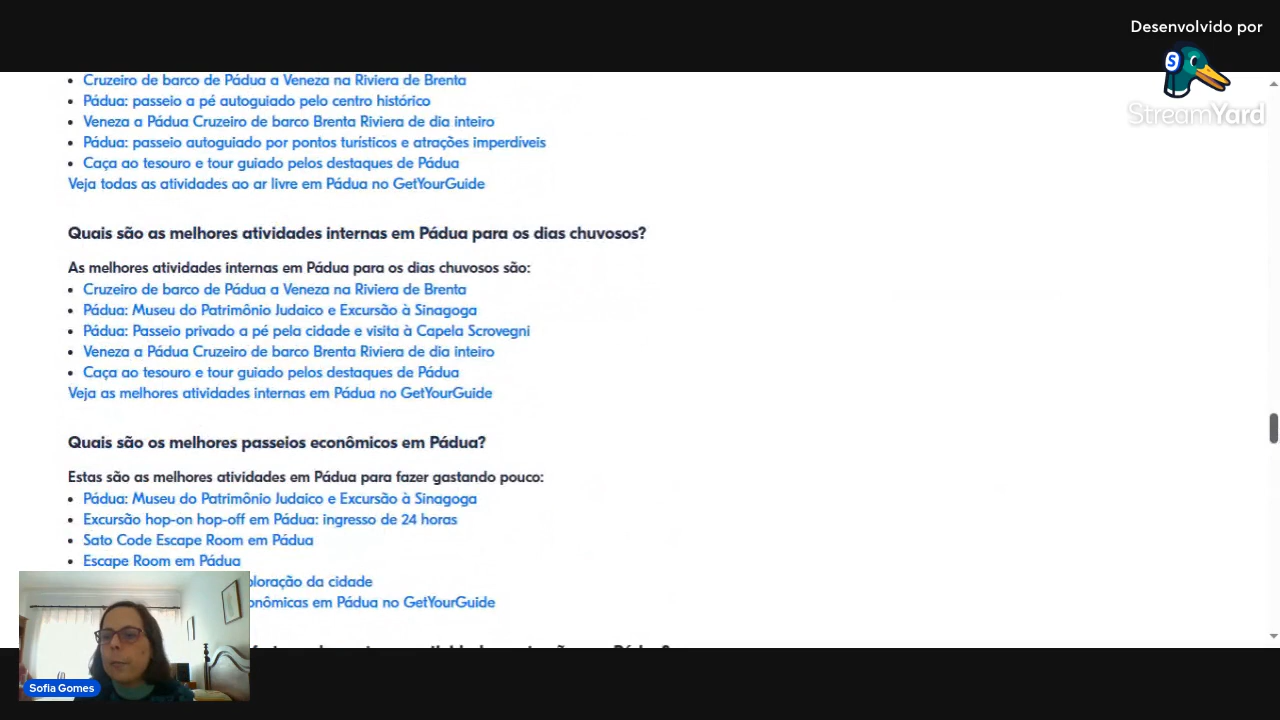 Desenvolvido por
StreamYard
Cruzeiro de barco de Pádua a Veneza na Riviera de Brenta
Pádua: passeio a pé autoguiado pelo centro histórico
Veneza a Pádua Cruzeiro de barco Brenta Riviera de dia inteiro
Pádua: passeio autoguiado por pontos turísticos e atrações imperdíveis
Caça ao tesouro e tour guiado pelos destaques de Pádua
Veja todas as atividades ao ar livre em Pádua no GetYourGuide
Quais são as melhores atividades internas em Pádua para os dias chuvosos?
As melhores atividades internas em Pádua para os dias chuvosos são:
Cruzeiro de barco de Pádua a Veneza na Riviera de Brenta
Pádua: Museu do Patrimônio Judaico e Excursão à Sinagoga
Pádua: Passeio privado a pé pela cidade e visita à Capela Scrovegni
Veneza a Pádua Cruzeiro de barco Brenta Riviera de dia inteiro
Caça ao tesouro e tour guiado pelos destaques de Pádua
Veja as melhores atividades internas em Pádua no GetYourGuide
Quais são os melhores passeios econômicos em Pádua?
Estas são as melhores atividades em Pádua para fazer gastando pouco:
Pádua: Museu do Patrimônio Judaico e Excursão à Sinagoga
Excursão hop-on hop-off em Pádua: ingresso de 24 horas
Sato Code Escape Room em Pádua
Escape Room em Pádua
ploração da cidade
onômicas em Pádua no GetYourGuide
Sofia Gomes